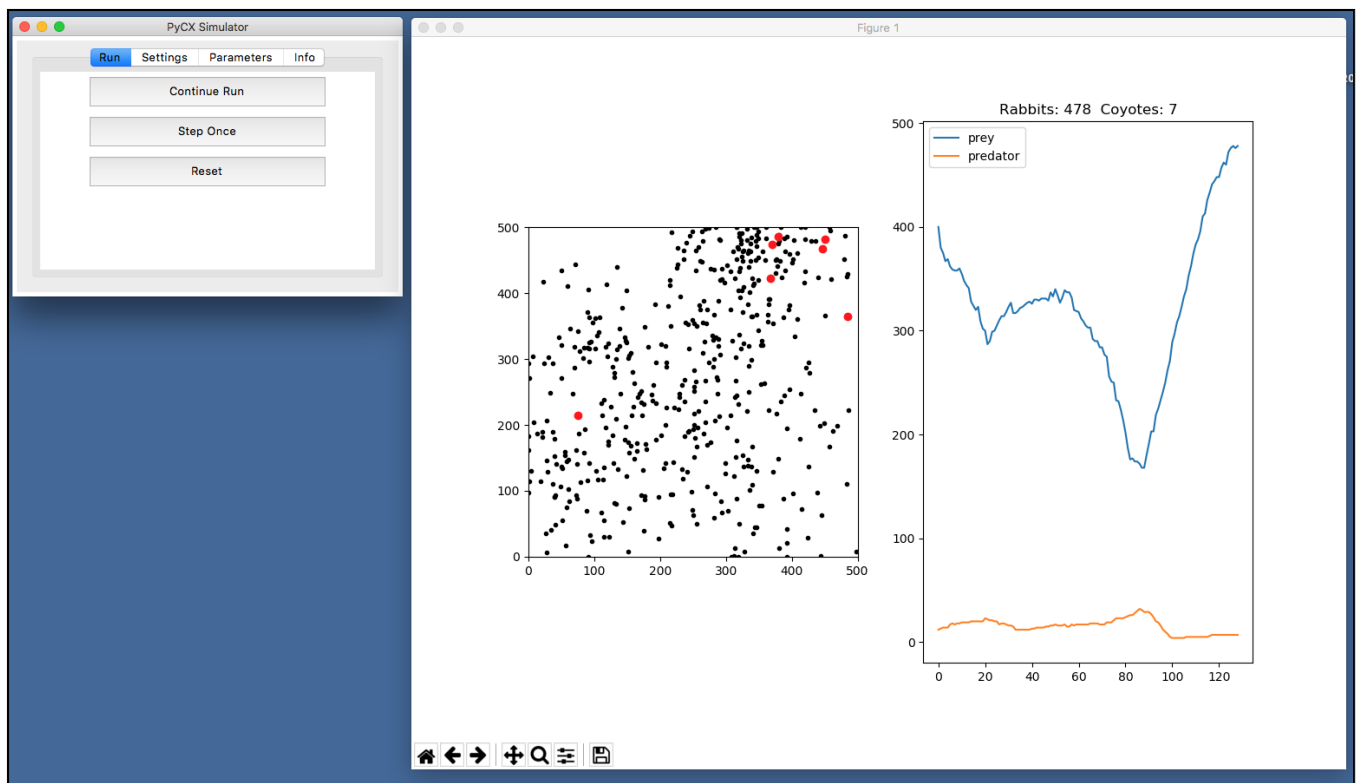 PyCX Simulator
Run Settings Parameters Info
Continue Run
Step Once
Reset
Figure 1
Rabbits: 478 Coyotes: 7
prey
predator
500
400
300
200
100
0
0 20 40 60 80 100 120
500
400
300
200
100
0
0 100 200 300 400 500